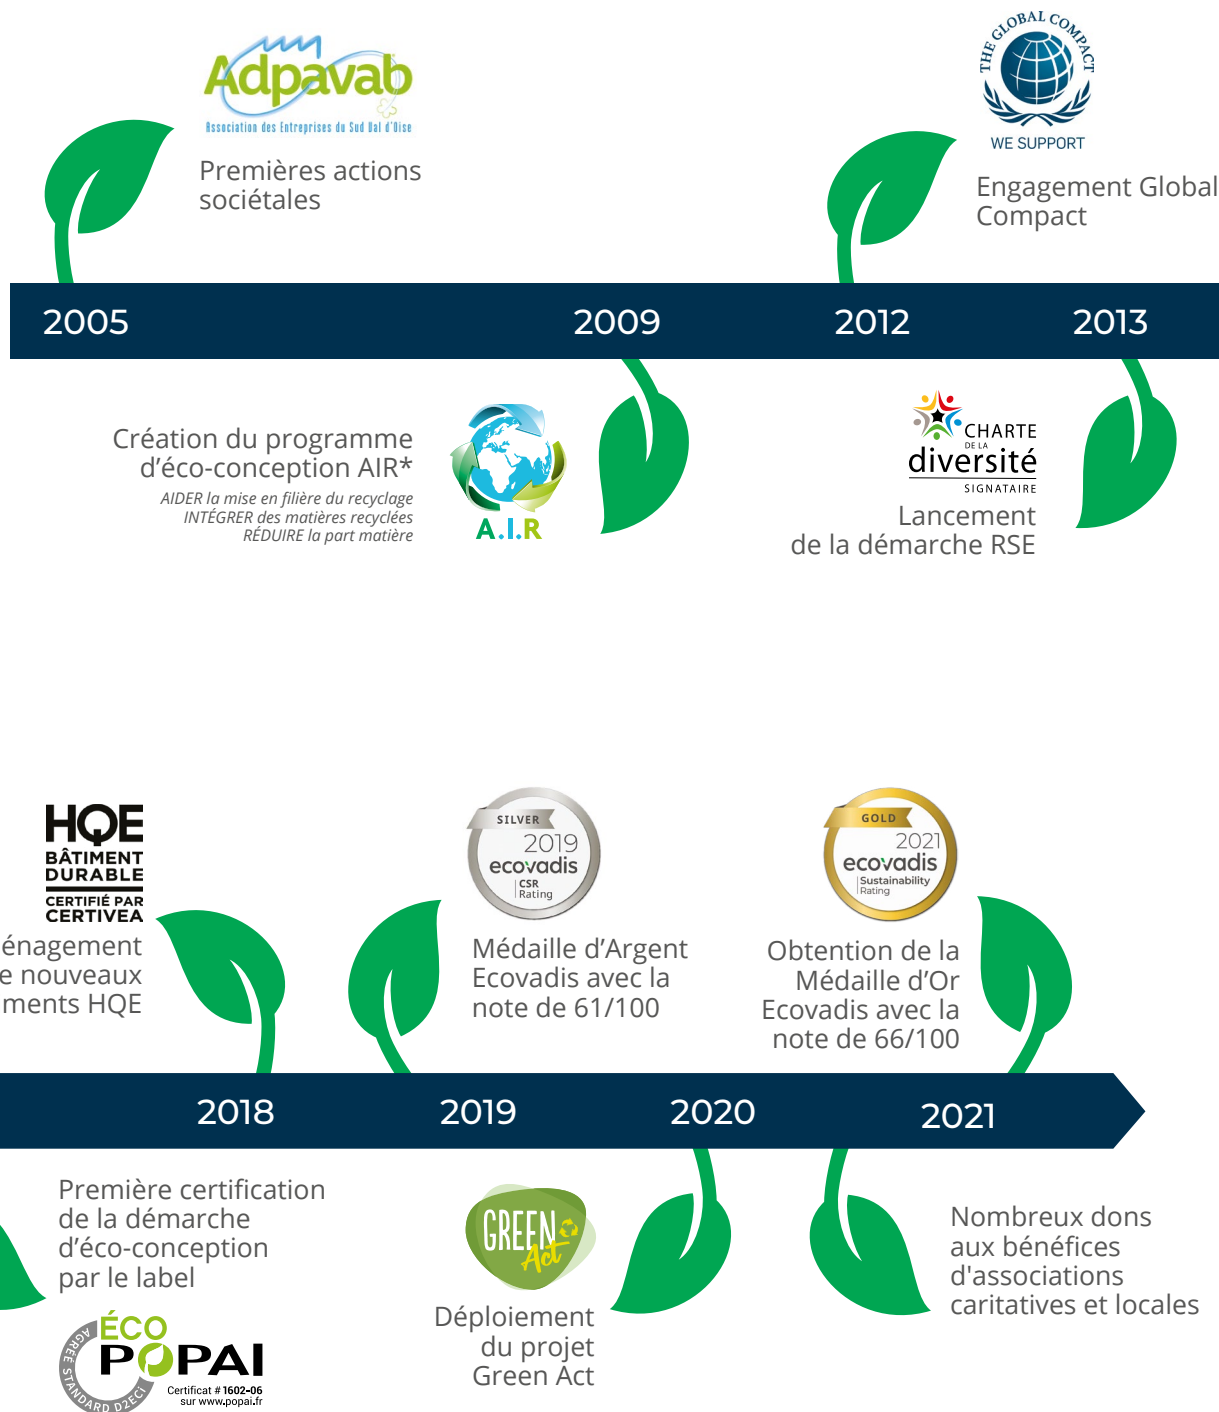 Adpavab
Association des Entreprises du Sud Val d'Oise
Premières actions
sociétales
THE GLOBAL COMPACT
WE SUPPORT
Engagement Global
Compact
2005
2009
2012
2013
Création du programme
d'éco-conception AIR*
AIDER la mise en filière du recyclage
INTÉGRER des matières recyclées
RÉDUIRE la part matière
A.I.R
CHARTE
DE LA
diversité
SIGNATAIRE
Lancement
de la démarche RSE
HQE
BÂTIMENT
DURABLE
CERTIFIÉ PAR
CERTIVEA
énagement
e nouveaux
ments HQE
SILVER
2019
ecovadis
CSR
Rating
Médaille d'Argent
Ecovadis avec la
note de 61/100
GOLD
2021
ecovadis
Sustainability
Rating
Obtention de la
Médaille d'Or
Ecovadis avec la
note de 66/100
2018
2019
2020
2021
Première certification
de la démarche
d'éco-conception
par le label
ÉCO
POPAI
AGRÉÉ STANDARD D2ECI
Certificat # 1602-06
sur www.popai.fr
GREEN
Act
Déploiement
du projet
Green Act
Nombreux dons
aux bénéfices
d'associations
caritatives et locales